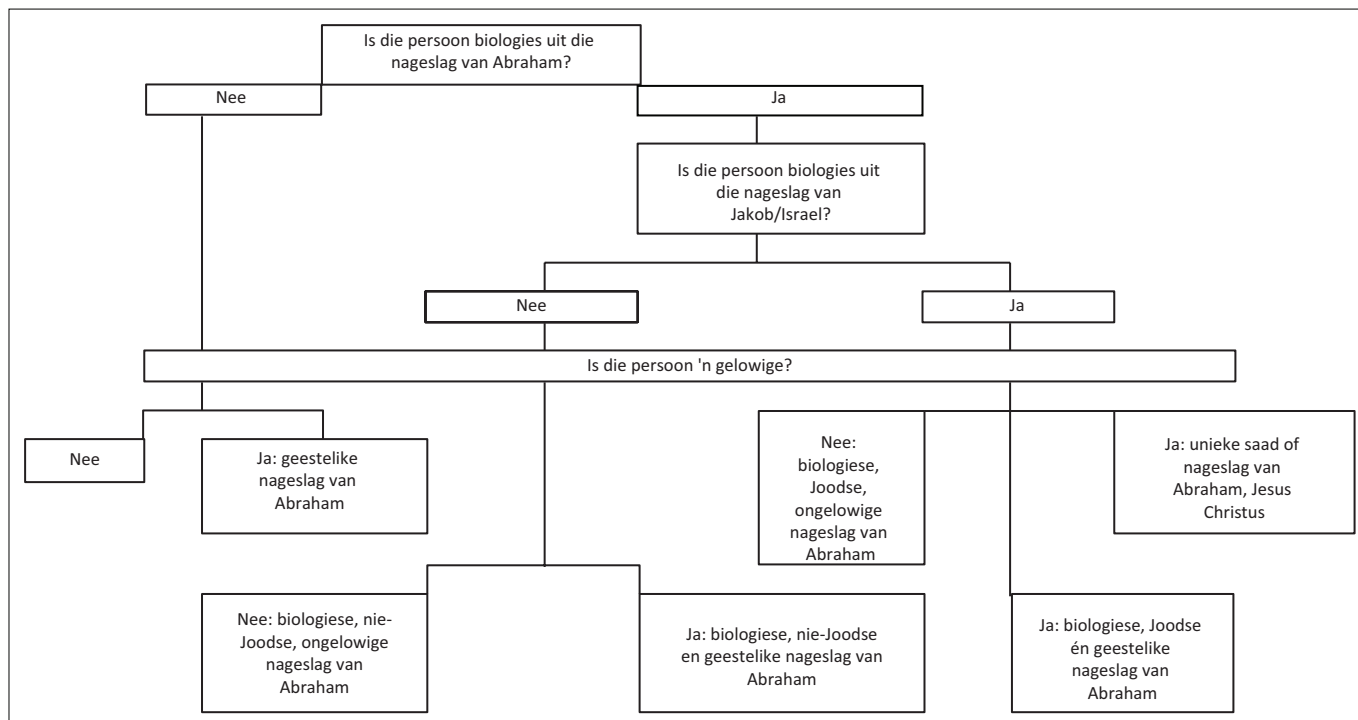 Is die persoon biologies uit die
nageslag van Abraham?
Nee
Ja
Is die persoon biologies uit
die nageslag van
Jakob/Israel?
Nee
Ja
Is die persoon 'n gelowige?
Nee
Ja: geestelike
nageslag van
Abraham
Nee:
biologiese,
Joodse,
ongelowige
nageslag van
Abraham
Ja: unieke saad of
nageslag van
Abraham, Jesus
Christus
Nee: biologiese, nie-
Joodse, ongelowige
nageslag van
Abraham
Ja: biologiese, nie-Joodse
en geestelike nageslag van
Abraham
Ja: biologiese, Joodse
én geestelike
nageslag van
Abraham